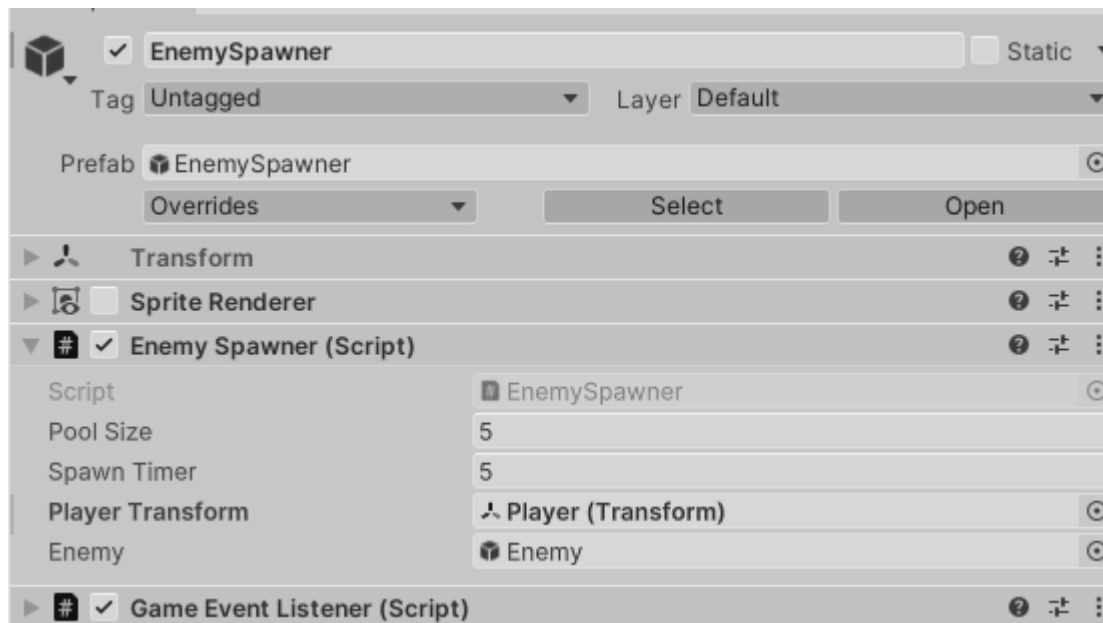 EnemySpawner Static
Tag Untagged Layer Default
Prefab EnemySpawner
Overrides Select Open
Transform
Sprite Renderer
# Enemy Spawner (Script)
Script EnemySpawner
Pool Size 5
Spawn Timer 5
Player Transform Player (Transform)
Enemy Enemy
# Game Event Listener (Script)